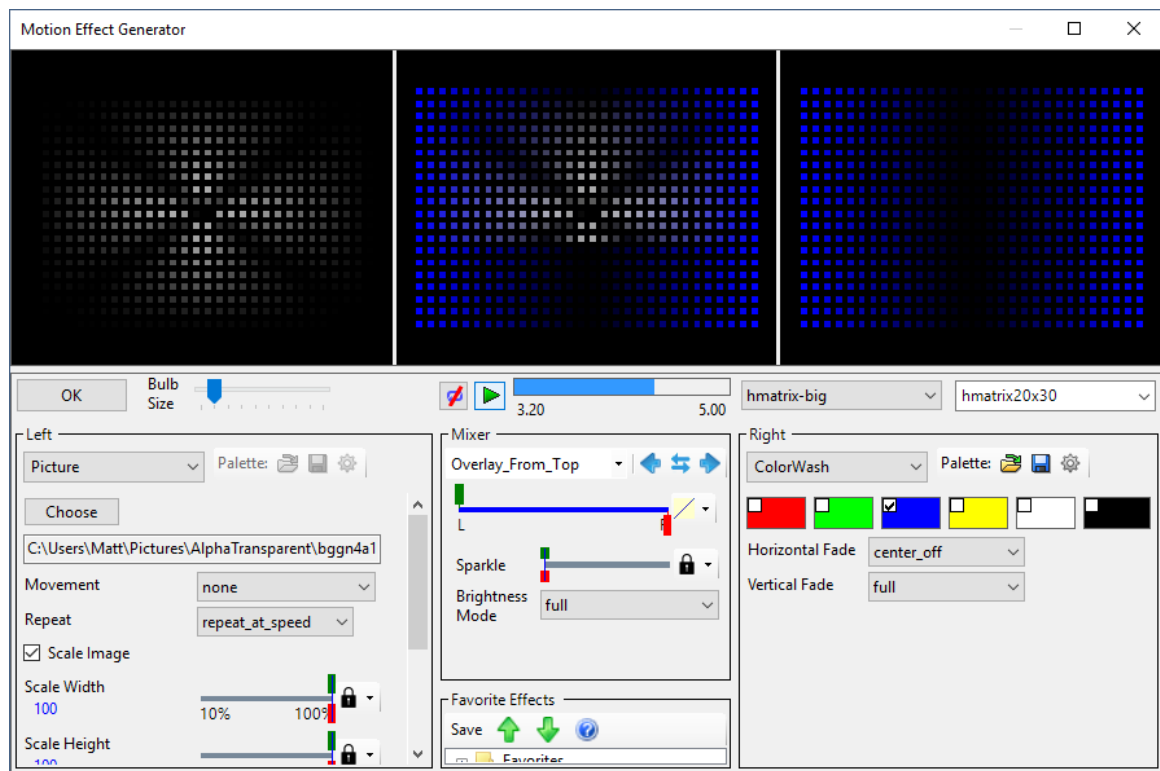 Motion Effect Generator
OK
Bulb
Size
3.20
5.00
hmatrix-big
hmatrix20x30
Left
Picture
Palette:
Choose
C:\Users\Matt\Pictures\AlphaTransparent\bggn4a1
Movement
none
Repeat
repeat_at_speed
Scale Image
Scale Width
100
10%
100%
Scale Height
100
Mixer
Overlay_From_Top
L
Sparkle
Brightness
Mode
full
Favorite Effects
Save
Favorites
Right
ColorWash
Palette:
Horizontal Fade
center_off
Vertical Fade
full